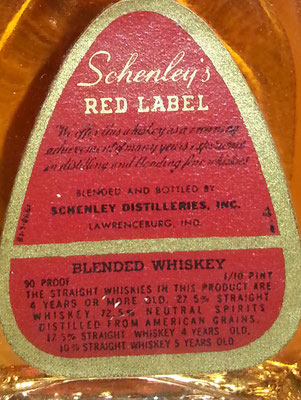 Schenley's
RED LABEL
We offer this whiskey as a crowning
achievement of many years experience
in distilling and blending fine whiskies
BLENDED AND BOTTLED BY
SCHENLEY DISTILLERIES, INC.
LAWRENCEBURG, IND.
BLENDED WHISKEY
90 PROOF 1/10 PINT
THE STRAIGHT WHISKIES IN THIS PRODUCT ARE
4 YEARS OR MORE OLD. 27.5% STRAIGHT
WHISKEY. 72.5% NEUTRAL SPIRITS
DISTILLED FROM AMERICAN GRAINS.
17.5% STRAIGHT WHISKEY 4 YEARS OLD.
10% STRAIGHT WHISKEY 5 YEARS OLD.